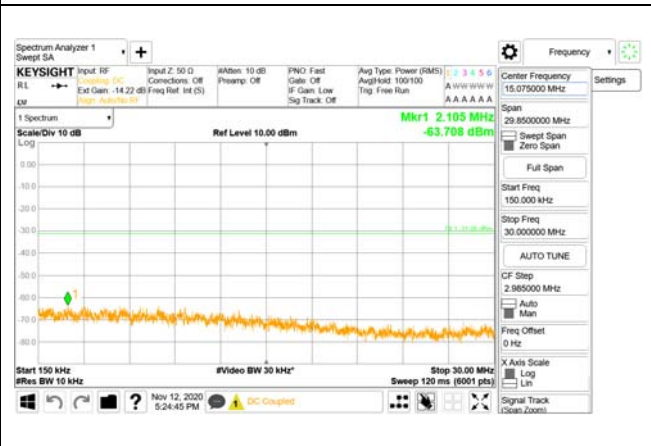 Spectrum Analyzer 1
Swept SA
Frequency
KEYSIGHT
RL
Input: RF
Coupling: DC
Ext Gain: -14.22 dB
Align: Auto/No RF
Input Z: 50 Ω
Corrections: Off
Freq Ref: Int (S)
#Atten: 10 dB
Preamp: Off
PNO: Fast
Gate: Off
IF Gain: Low
Sig Track: Off
Avg Type: Power (RMS)
Avg|Hold: 100/100
Trig: Free Run
1 2 3 4 5 6
A W W W W W
A A A A A A
1 Spectrum
Scale/Div 10 dB
Log
Ref Level 10.00 dBm
Mkr1 2.105 MHz
-63.708 dBm
0.00
-10.0
-20.0
-30.0
-40.0
-50.0
-60.0
-70.0
-80.0
1
Start 150 kHz
#Res BW 10 kHz
#Video BW 30 kHz*
Stop 30.00 MHz
Sweep 120 ms (6001 pts)
Nov 12, 2020
5:24:45 PM
?
1
DC Coupled
Center Frequency
15.075000 MHz
Settings
Span
29.8500000 MHz
Swept Span
Zero Span
Full Span
Start Freq
150.000 kHz
Stop Freq
30.000000 MHz
AUTO TUNE
CF Step
2.985000 MHz
Auto
Man
Freq Offset
0 Hz
X Axis Scale
Log
Lin
Signal Track
(Span Zoom)